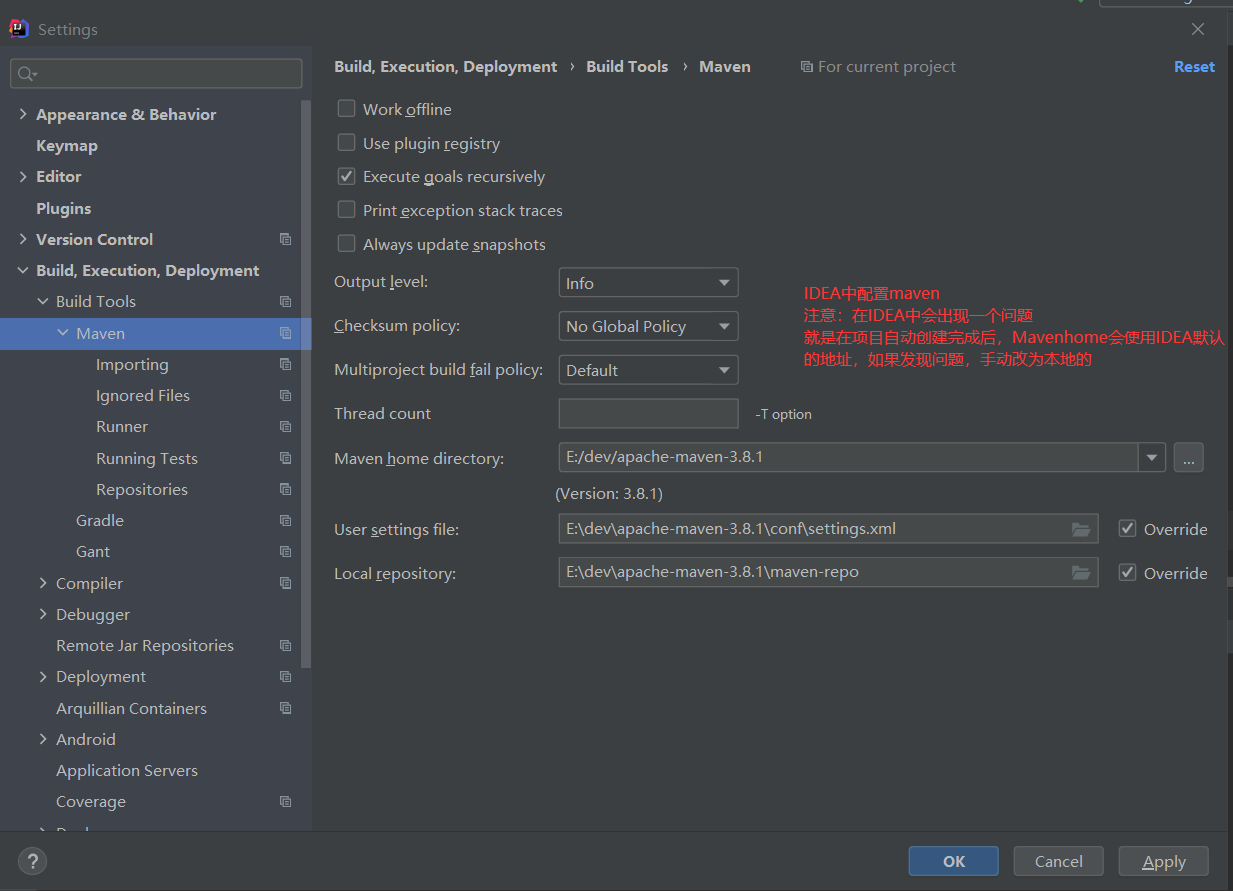 Settings
Build, Execution, Deployment › Build Tools › Maven For current project Reset
Appearance & Behavior
Keymap
Editor
Plugins
Version Control
Build, Execution, Deployment
Build Tools
Maven
Importing
Ignored Files
Runner
Running Tests
Repositories
Gradle
Gant
Compiler
Debugger
Remote Jar Repositories
Deployment
Arquillian Containers
Android
Application Servers
Coverage
Work offline
Use plugin registry
Execute goals recursively
Print exception stack traces
Always update snapshots
Output level: Info
Checksum policy: No Global Policy
Multiproject build fail policy: Default
Thread count -T option
Maven home directory: E:/dev/apache-maven-3.8.1 ...
(Version: 3.8.1)
User settings file: E:\dev\apache-maven-3.8.1\conf\settings.xml Override
Local repository: E:\dev\apache-maven-3.8.1\maven-repo Override
IDEA中配置maven
注意：在IDEA中会出现一个问题
就是在项目自动创建完成后，Mavenhome会使用IDEA默认
的地址，如果发现问题，手动改为本地的
? OK Cancel Apply